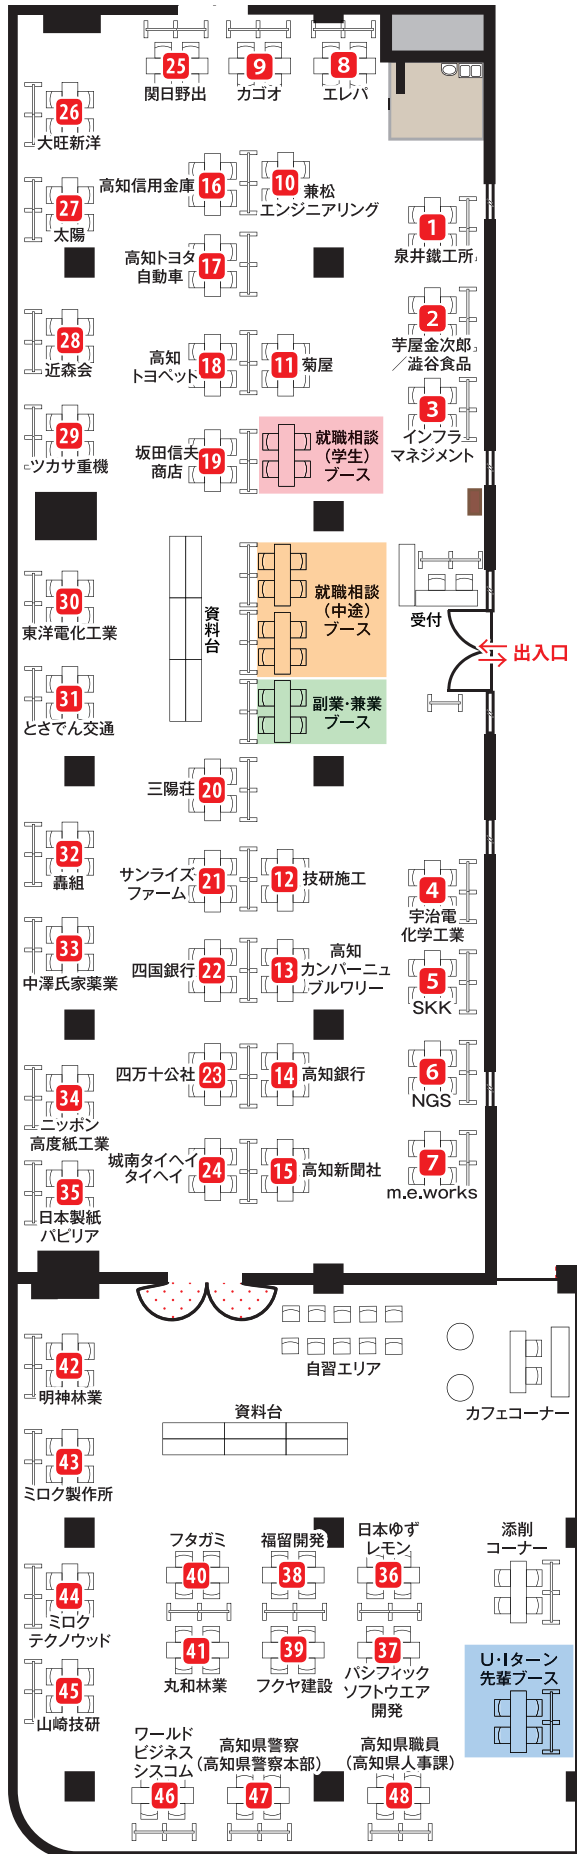 25
関日野出
9
カゴオ
8
エレパ
26
大旺新洋
16
高知信用金庫
10
兼松
エンジニアリング
27
太陽
1
泉井鐵工所
17
高知トヨタ
自動車
28
近森会
18
高知
トヨペット
11
菊屋
2
芋屋金次郎
／澁谷食品
29
ツカサ重機
19
坂田信夫
商店
就職相談
（学生）
ブース
3
インフラ
マネジメント
30
東洋電化工業
資料台
就職相談
（中途）
ブース
受付
出入口
31
とさでん交通
副業・兼業
ブース
20
三陽荘
32
轟組
21
サンライズ
ファーム
12
技研施工
4
宇治電
化学工業
33
中澤氏家薬業
22
四国銀行
13
高知
カンパーニュ
ブルワリー
5
SKK
34
ニッポン
高度紙工業
23
四万十公社
14
高知銀行
6
NGS
35
日本製紙
パピリア
24
城南タイヘイ
タイヘイ
15
高知新聞社
7
m.e.works
自習エリア
カフェコーナー
42
明神林業
資料台
43
ミロク製作所
フタガミ
40
福留開発
38
日本ゆず
レモン
36
添削
コーナー
44
ミロク
テクノウッド
41
丸和林業
39
フクヤ建設
37
パシフィック
ソフトウエア
開発
U・Iターン
先輩ブース
45
山崎技研
ワールド
ビジネス
シスコム
46
高知県警察
（高知県警察本部）
47
高知県職員
（高知県人事課）
48